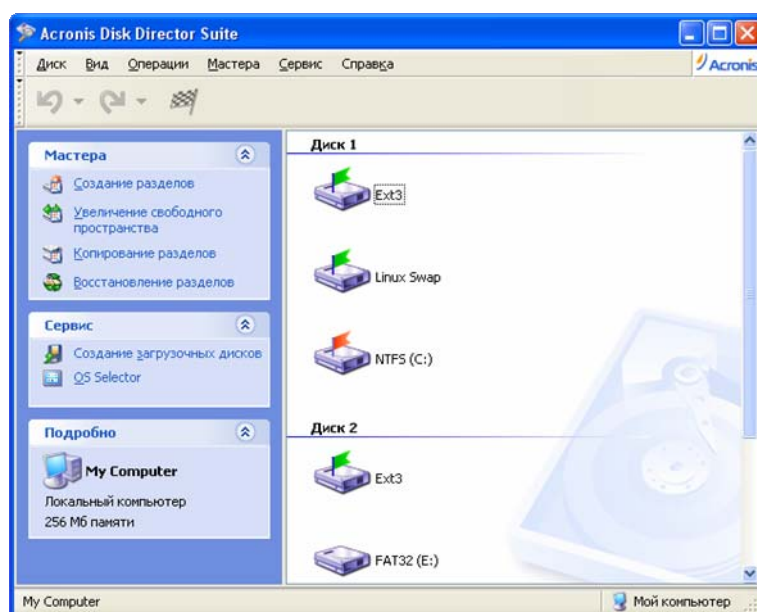 Acronis Disk Director Suite
Диск Вид Операции Мастера Сервис Справка
Acronis
Мастера
Создание разделов
Увеличение свободного
пространства
Копирование разделов
Восстановление разделов
Сервис
Создание загрузочных дисков
OS Selector
Подробно
My Computer
Локальный компьютер
256 Мб памяти
Диск 1
Ext3
Linux Swap
NTFS (C:)
Диск 2
Ext3
FAT32 (E:)
My Computer
Мой компьютер